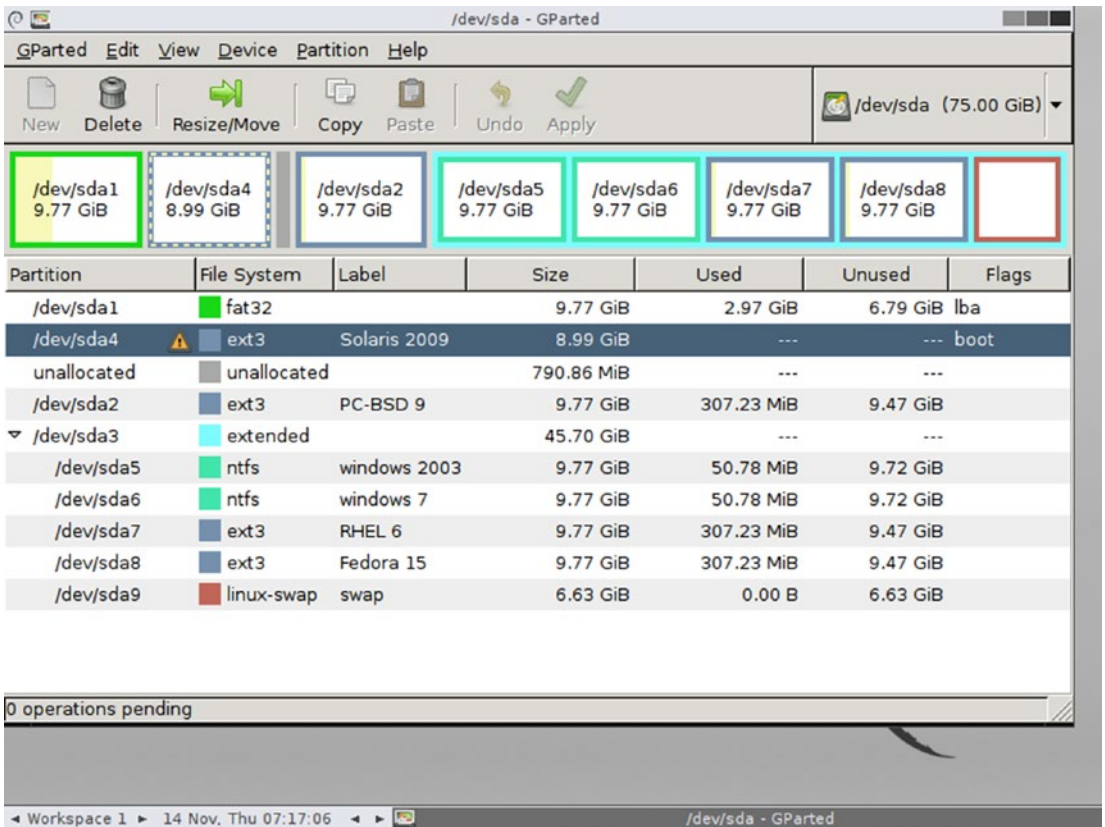 /dev/sda - GParted
GParted Edit View Device Partition Help
New Delete Resize/Move Copy Paste Undo Apply /dev/sda (75.00 GiB)
/dev/sda1 /dev/sda4 /dev/sda2 /dev/sda5 /dev/sda6 /dev/sda7 /dev/sda8
9.77 GiB 8.99 GiB 9.77 GiB 9.77 GiB 9.77 GiB 9.77 GiB 9.77 GiB
Partition File System Label Size Used Unused Flags
/dev/sda1 fat32 9.77 GiB 2.97 GiB 6.79 GiB lba
/dev/sda4 ext3 Solaris 2009 8.99 GiB --- --- boot
unallocated unallocated 790.86 MiB --- ---
/dev/sda2 ext3 PC-BSD 9 9.77 GiB 307.23 MiB 9.47 GiB
/dev/sda3 extended 45.70 GiB --- ---
/dev/sda5 ntfs windows 2003 9.77 GiB 50.78 MiB 9.72 GiB
/dev/sda6 ntfs windows 7 9.77 GiB 50.78 MiB 9.72 GiB
/dev/sda7 ext3 RHEL 6 9.77 GiB 307.23 MiB 9.47 GiB
/dev/sda8 ext3 Fedora 15 9.77 GiB 307.23 MiB 9.47 GiB
/dev/sda9 linux-swap swap 6.63 GiB 0.00 B 6.63 GiB
0 operations pending
Workspace 1 14 Nov, Thu 07:17:06 /dev/sda - GParted